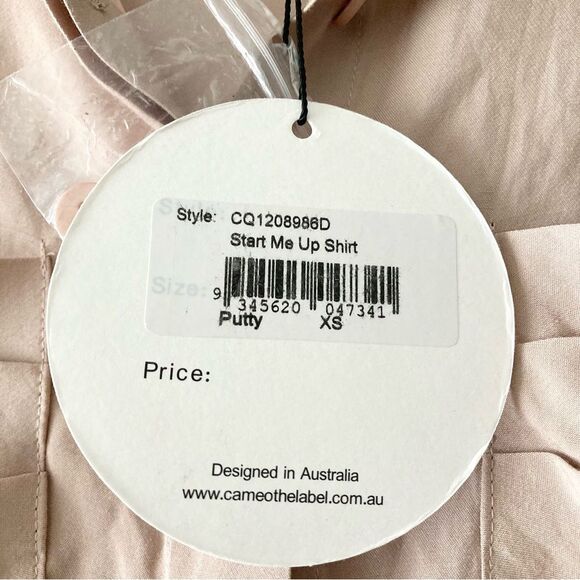 Style: CQ1208986D
Start Me Up Shirt
Size:
9 345620 047341
Putty XS
Price:
Designed in Australia
www.cameothelabel.com.au